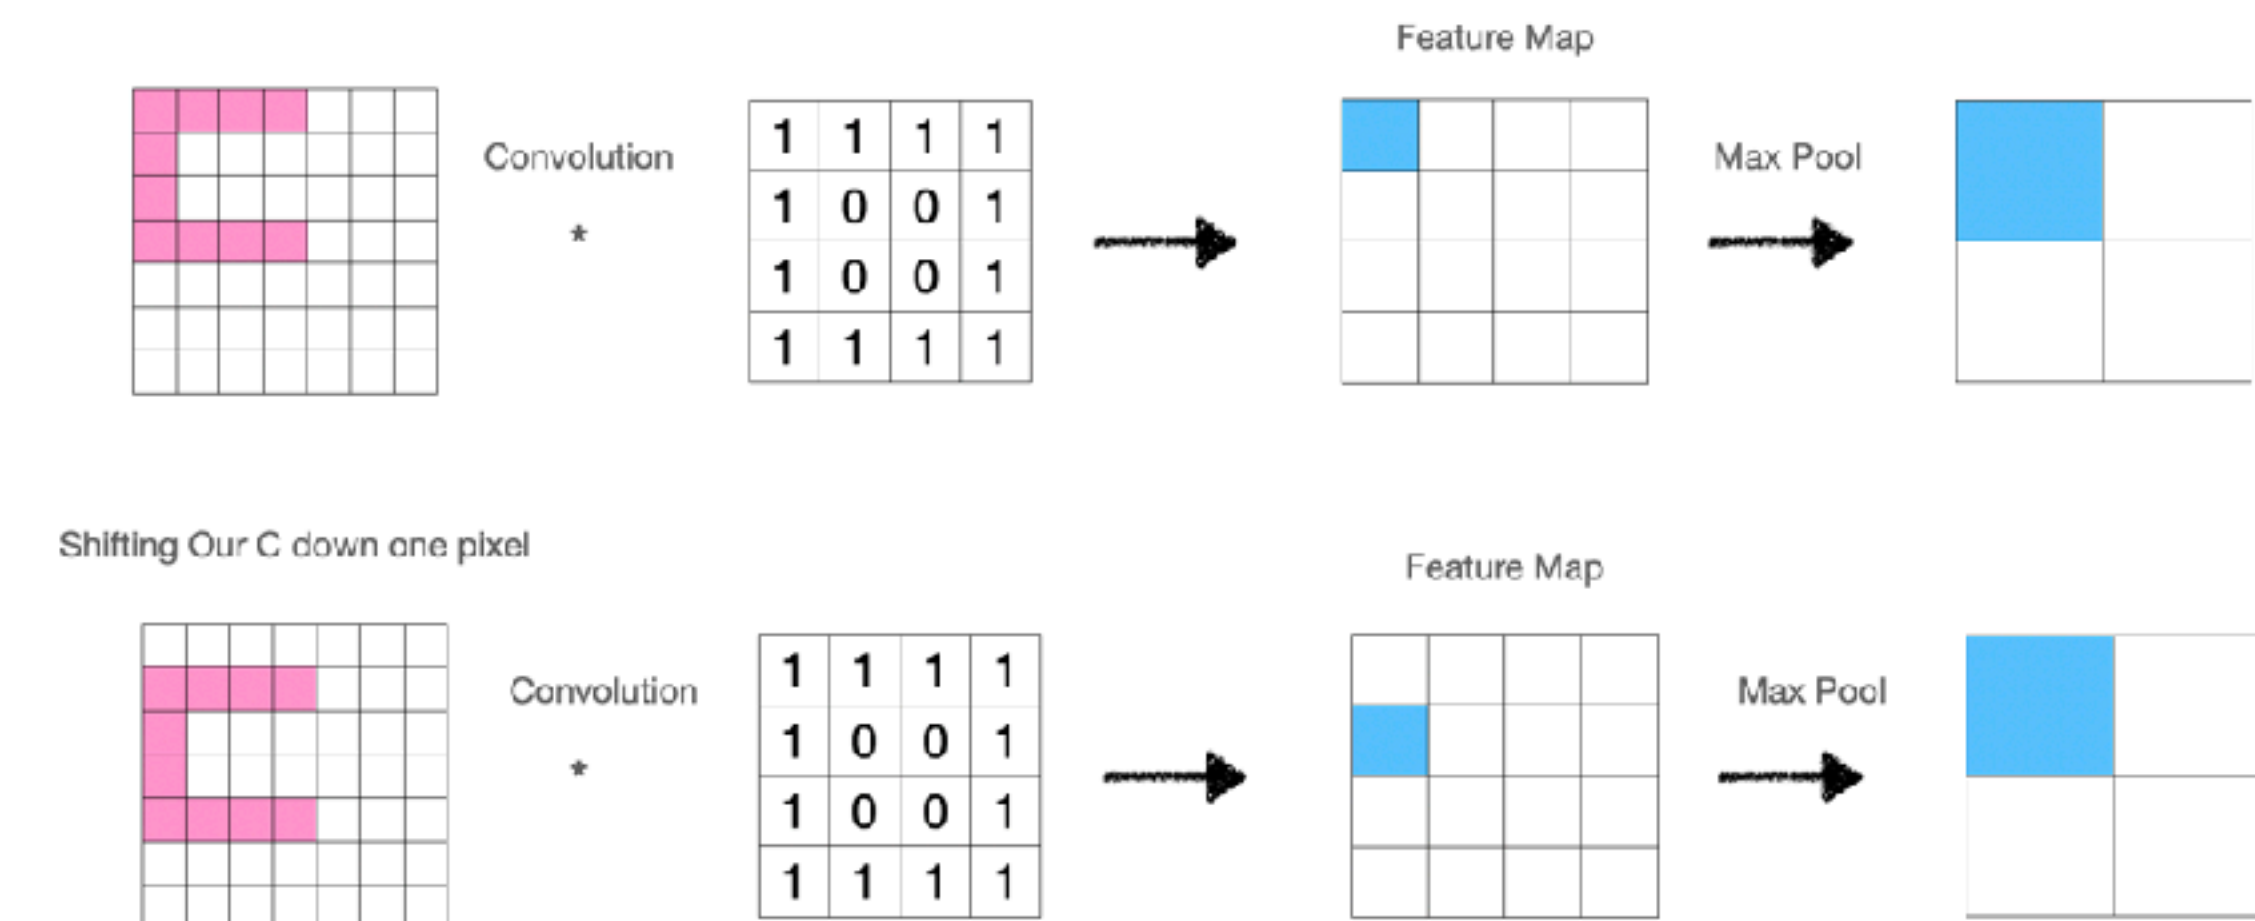 Feature Map
Convolution
*
1 1 1 1
1 0 0 1
1 0 0 1
1 1 1 1
Max Pool
Shifting Our C down one pixel
Feature Map
Convolution
*
1 1 1 1
1 0 0 1
1 0 0 1
1 1 1 1
Max Pool